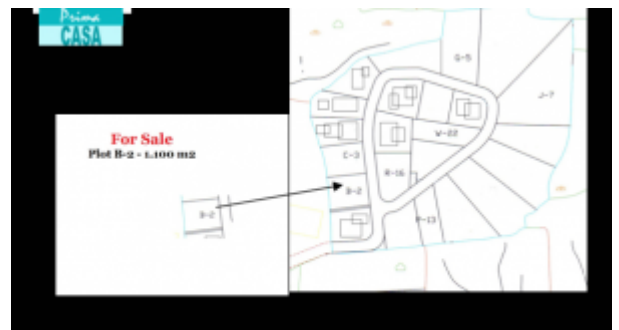 Prima
CASA
For Sale
Plot B-2 - 1.100 m2
B-2
G-5
J-7
W-22
C-3
R-16
B-2
P-13